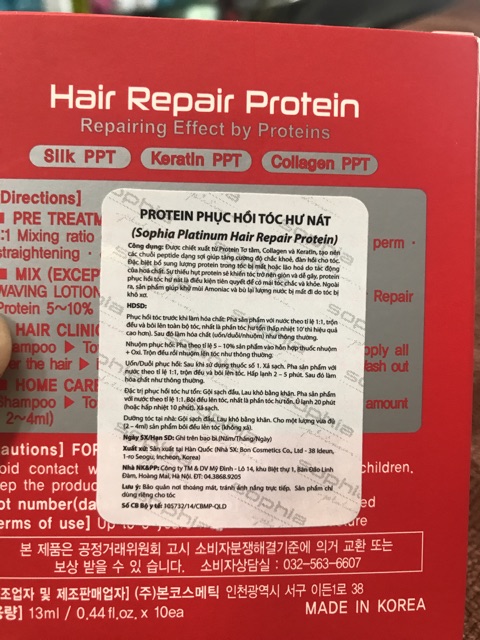 Hair Repair Protein
Repairing Effect by Proteins
Silk PPT Keratin PPT Collagen PPT
Directions]
■ PRE TREATM
:1 Mixing ratio perm ·
straightening ·
■ MIX (EXCEP
WAVING LOTION Repair
Protein 5~10%
HAIR CLINIC
ampoo ▶ To pply all
er the hair ▶ ash out
■ HOME CARE
Shampoo ▶ To amount
2~4ml)
PROTEIN PHỤC HỒI TÓC HƯ NÁT
(Sophia Platinum Hair Repair Protein)
Công dụng: Được chiết xuất từ Protein Tơ tằm, Collagen và Keratin, tạo nên
các chuỗi peptide dạng sợi giúp tăng cường độ chắc khoẻ, đàn hồi cho tóc.
Đặc biệt bổ sung lượng protein trong tóc bị mất hoặc lão hoá do tác động
của hoá chất. Sự thiếu hụt protein sẽ khiến tóc trở nên giòn và dễ gãy, protein
phục hồi tóc hư nát là điều kiện tiên quyết để có mái tóc chắc và khỏe. Ngoài
ra, sản phẩm giúp khử mùi Amoniac và bù lại lượng nước bị mất đi do tóc bị
khô xơ.
HDSD:
Phục hồi tóc trước khi làm hóa chất: Pha sản phẩm với nước theo tỉ lệ 1:1, trộn
đều và bôi lên toàn bộ tóc, nhất là phần tóc hư tổn (hấp nhiệt 10' thì hiệu quả
cao hơn). Sau đó làm hóa chất (uốn/duỗi/nhuộm) như thông thường.
Nhuộm phục hồi: Pha theo tỉ lệ 5 – 10% sản phẩm vào hỗn hợp thuốc nhuộm
+ Oxi. Trộn đều rồi nhuộm lên tóc như thông thường.
Uốn/Duỗi phục hồi: Sau khi sử dụng thuốc số 1. Xả sạch. Pha sản phẩm với
nước theo tỉ lệ 1:1, trộn đều và bôi lên tóc. Hấp lạnh 2 – 5 phút. Sau đó làm
hóa chất như thông thường.
Đặc trị phục hồi tóc hư tổn: Gội sạch đầu, Lau khô bằng khăn. Pha sản phẩm
với nước theo tỉ lệ 1:1. Bôi đều lên tóc, nhất là phần tóc hư tổn, Ủ lạnh 20 phút
(hoặc hấp nhiệt 10 phút). Xả sạch.
Dưỡng tóc tại nhà: Gội sạch đầu, Lau khô bằng khăn. Cho một lượng vừa đủ
(2 – 4ml) sản phẩm bôi đều lên tóc (không xả).
Ngày SX/Hạn SD: Ghi trên bao bì.(Năm/Tháng/Ngày)
Xuất xứ: Sản xuất tại Hàn Quốc (Nhà SX: Bon Cosmetics Co., Ltd - 38 Ideun,
1-ro Seogu, Incheon, Korea)
Nhà NK&PP: Công ty TM & DV Mỹ Đình - Lô 14, khu Biệt thự 1, Bán Đảo Linh
Đàm, Hoàng Mai, Hà Nội. ĐT: 04.3868.9205
Lưu ý: Bảo quản nơi thoáng mát, tránh ánh nắng trực tiếp. Sản phẩm chỉ
dùng riêng cho tóc
Số CB Bộ y tế: 105732/14/CBMP-QLD
autions] FOR
oid contact w children,
ep the produc
ot number(da ed
erms of use] Up ure
본 제품은 공정거래위원회 고시 소비자분쟁해결기준에 의거 교환 또는
보상 받을 수 있습니다. 소비자상담실 : 032-563-6607
조업자 및 제조판매업자] (주)본코스메틱 인천광역시 서구 이든1로 38
용량) 13ml / 0.44 fl.oz. x 10ea MADE IN KOREA